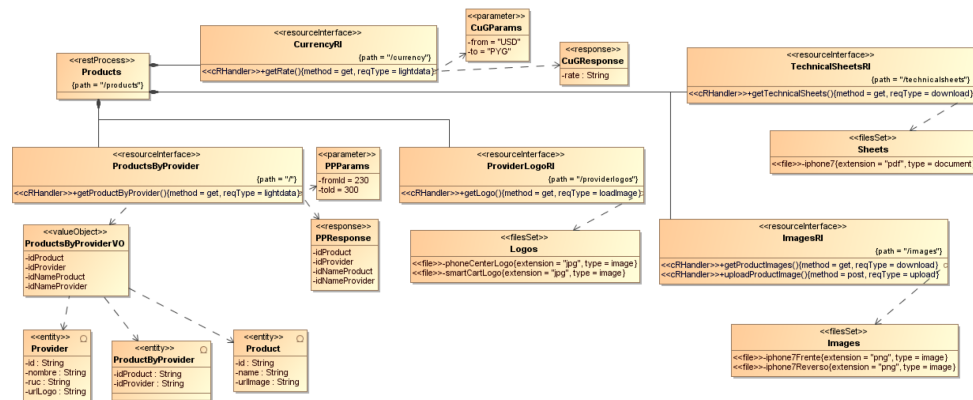 <<restProcess>>
Products
{path = "/products"}
<<resourceInterface>>
CurrencyRI
{path = "/currency"}
<<cRHandler>>+getRate(){method = get, reqType = lightdata}
<<parameter>>
CuGParams
-from = "USD"
-to = "PYG"
<<response>>
CuGResponse
-rate : String
<<resourceInterface>>
TechnicalSheetsRI
{path = "/technicalsheets"}
<<cRHandler>>+getTechnicalSheets(){method = get, reqType = download}
<<filesSet>>
Sheets
<<file>>-iphone7{extension = "pdf", type = document}
<<resourceInterface>>
ProductsByProvider
{path = "/"}
<<cRHandler>>+getProductByProvider(){method = get, reqType = lightdata}
<<parameter>>
PPParams
-fromId = 230
-toId = 300
<<resourceInterface>>
ProviderLogoRI
{path = "/providerlogos"}
<<cRHandler>>+getLogo(){method = get, reqType = loadImage}
<<valueObject>>
ProductsByProviderVO
-idProduct
-idProvider
-idNameProduct
-idNameProvider
<<response>>
PPResponse
-idProduct
-idProvider
-idNameProduct
-idNameProvider
<<filesSet>>
Logos
<<file>>-phoneCenterLogo{extension = "jpg", type = image}
<<file>>-smartCartLogo{extension = "jpg", type = image}
<<resourceInterface>>
ImagesRI
{path = "/images"}
<<cRHandler>>+getProductImages(){method = get, reqType = download}
<<cRHandler>>+uploadProductImage(){method = post, reqType = upload}
<<entity>>
Provider
-id : String
-nombre : String
-ruc : String
-urlLogo : String
<<entity>>
ProductByProvider
-idProduct : String
-idProvider : String
<<entity>>
Product
-id : String
-name : String
-urlImage : String
<<filesSet>>
Images
<<file>>-iphone7Frente{extension = "png", type = image}
<<file>>-iphone7Reverso{extension = "png", type = image}